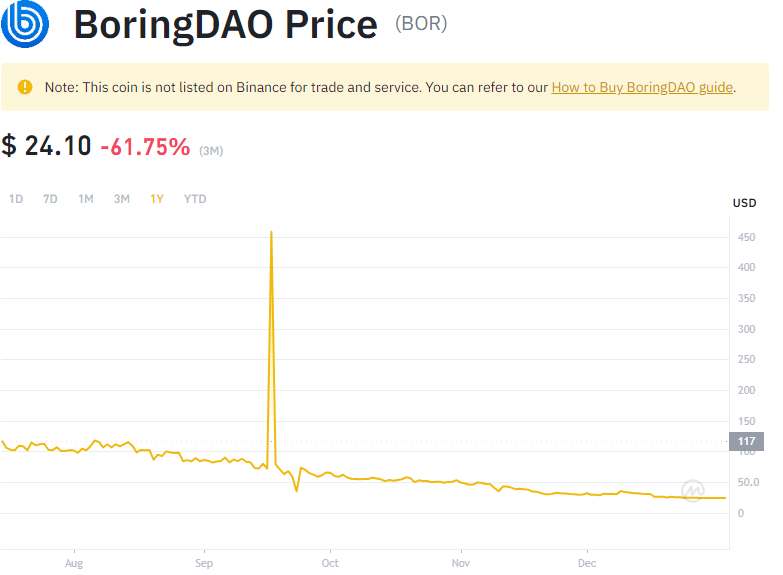 BoringDAO Price (BOR)
Note: This coin is not listed on Binance for trade and service. You can refer to our How to Buy BoringDAO guide.
$ 24.10 -61.75% (3M)
1D 7D 1M 3M 1Y YTD
USD
450
400
350
300
250
200
150
117
100
50.0
0
Aug Sep Oct Nov Dec